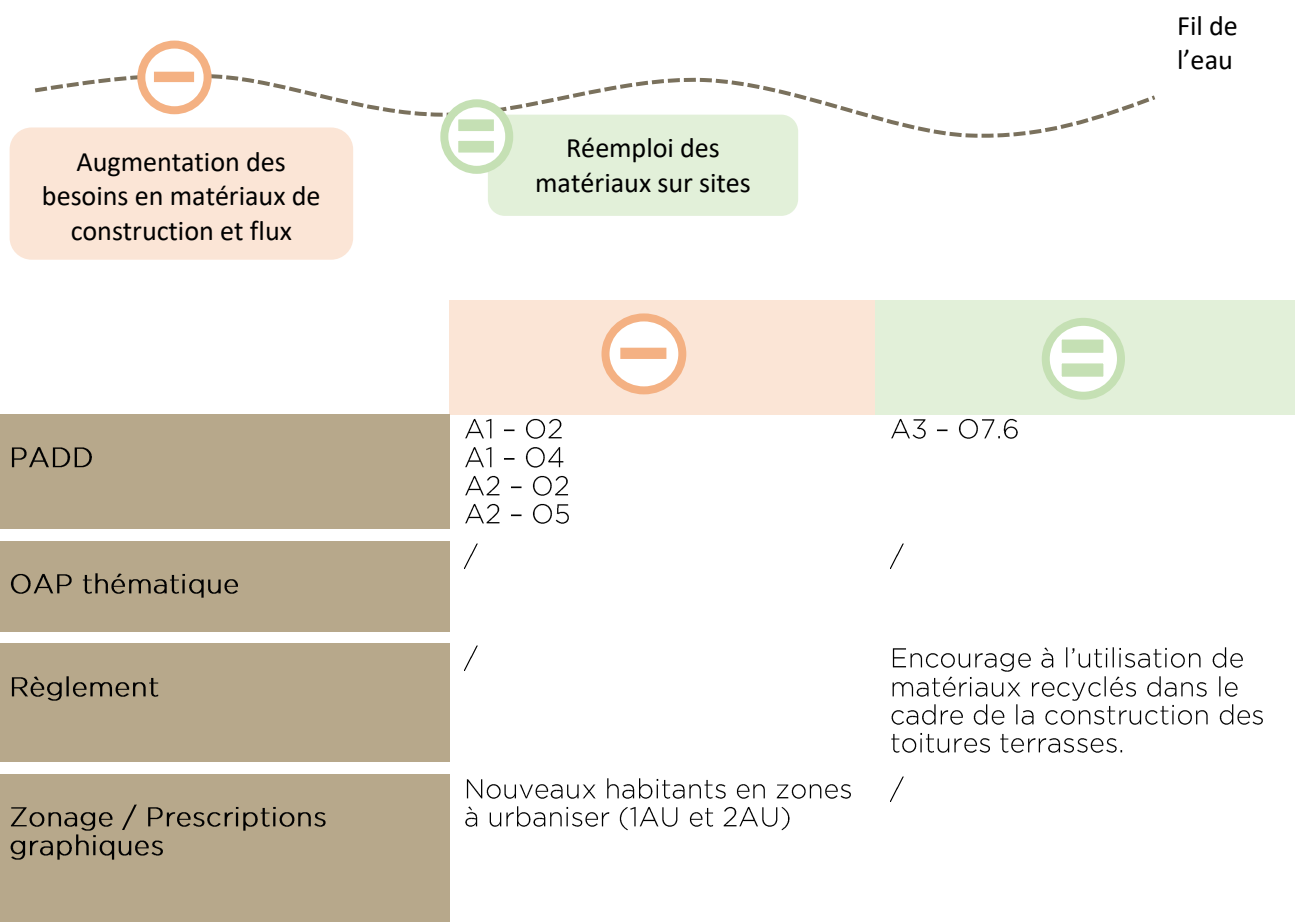 Fil de
l’eau
Augmentation des
besoins en matériaux de
construction et flux
Réemploi des
matériaux sur sites
PADD
A1 – O2
A1 – O4
A2 – O2
A2 – O5
A3 – O7.6
OAP thématique
/
/
Règlement
/
Encourage à l’utilisation de
matériaux recyclés dans le
cadre de la construction des
toitures terrasses.
Zonage / Prescriptions
graphiques
Nouveaux habitants en zones
à urbaniser (1AU et 2AU)
/